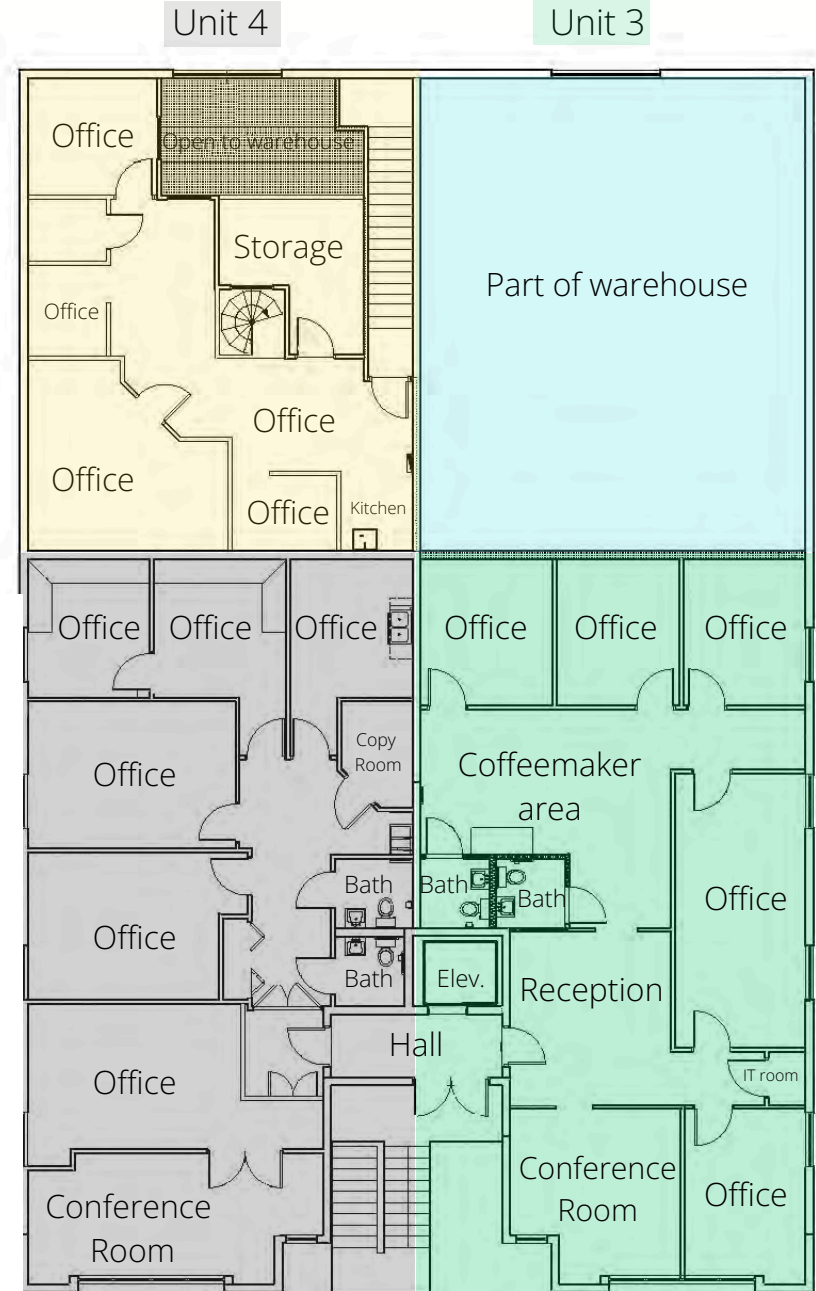 Unit 4
Unit 3
Office
Open to warehouse
Storage
Office
Part of warehouse
Office
Office
Office
Kitchen
Office
Office
Office
Office
Office
Office
Office
Copy
Room
Coffeemaker
area
Bath
Bath
Bath
Office
Office
Bath
Elev.
Reception
Hall
Office
IT room
Conference
Room
Conference
Room
Office